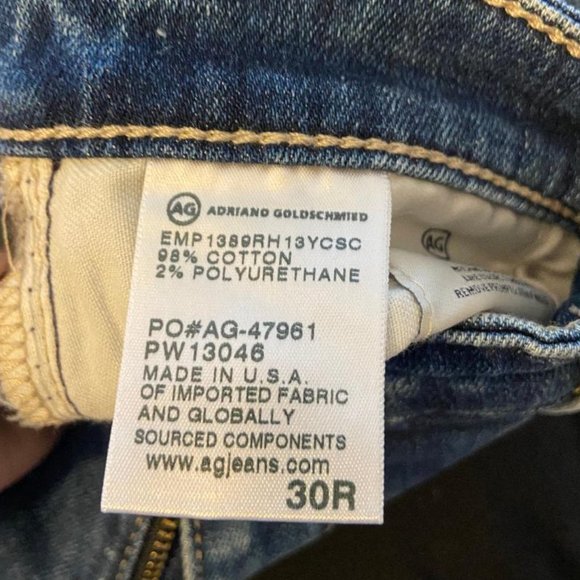 AG ADRIANO GOLDSCHMIED
EMP1389RH13YCSC
98% COTTON
2% POLYURETHANE
PO#AG-47961
PW13046
MADE IN U.S.A.
OF IMPORTED FABRIC
AND GLOBALLY
SOURCED COMPONENTS
www.agjeans.com
30R
AG